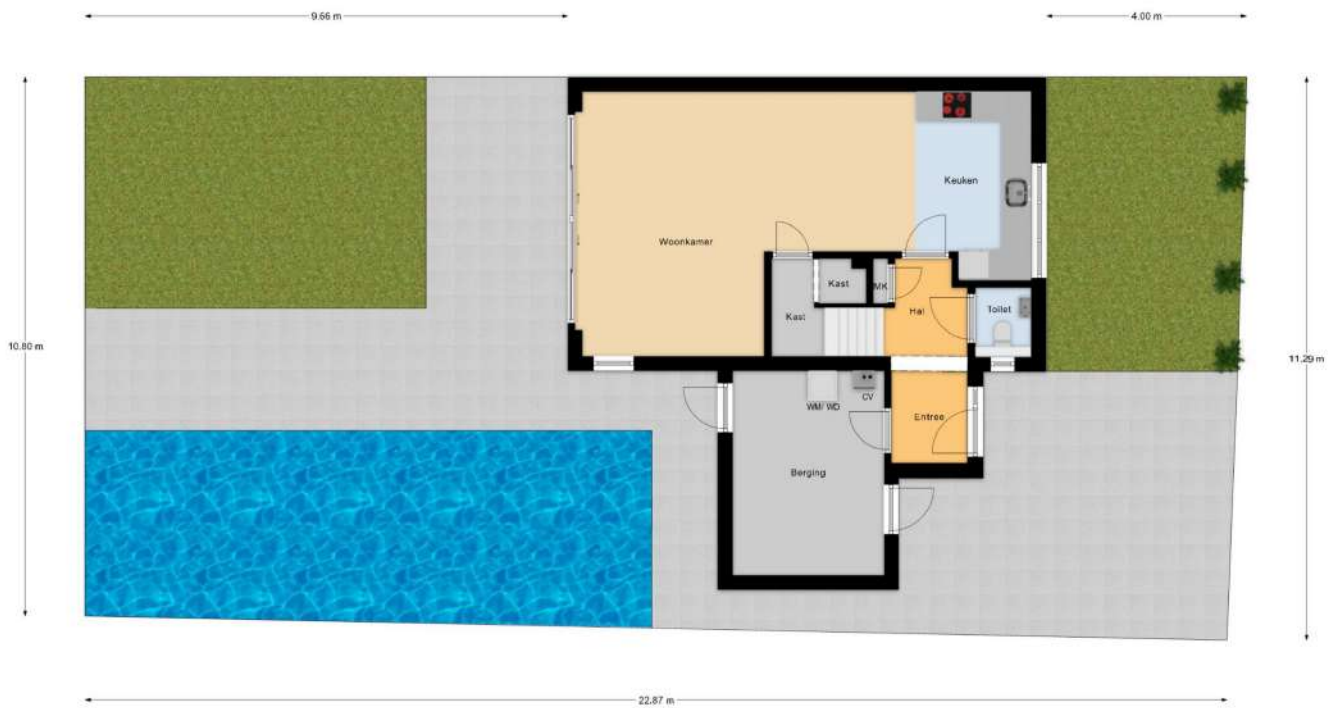 9.66 m
4.00 m
Keuken
Woonkamer
Kast
MK
Kast
Hal
Toilet
10.80 m
11.29 m
WM/ WD
CV
Entree
Berging
22.87 m